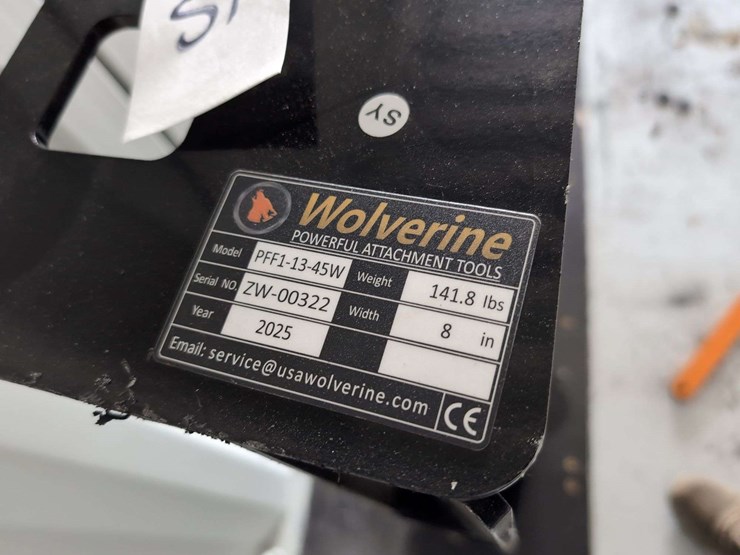 SY
Wolverine
POWERFUL ATTACHMENT TOOLS
Model PFF1-13-45W Weight 141.8 lbs
Serial NO. ZW-00322 Width 8 in
Year 2025
Email: service@usawolverine.com CE